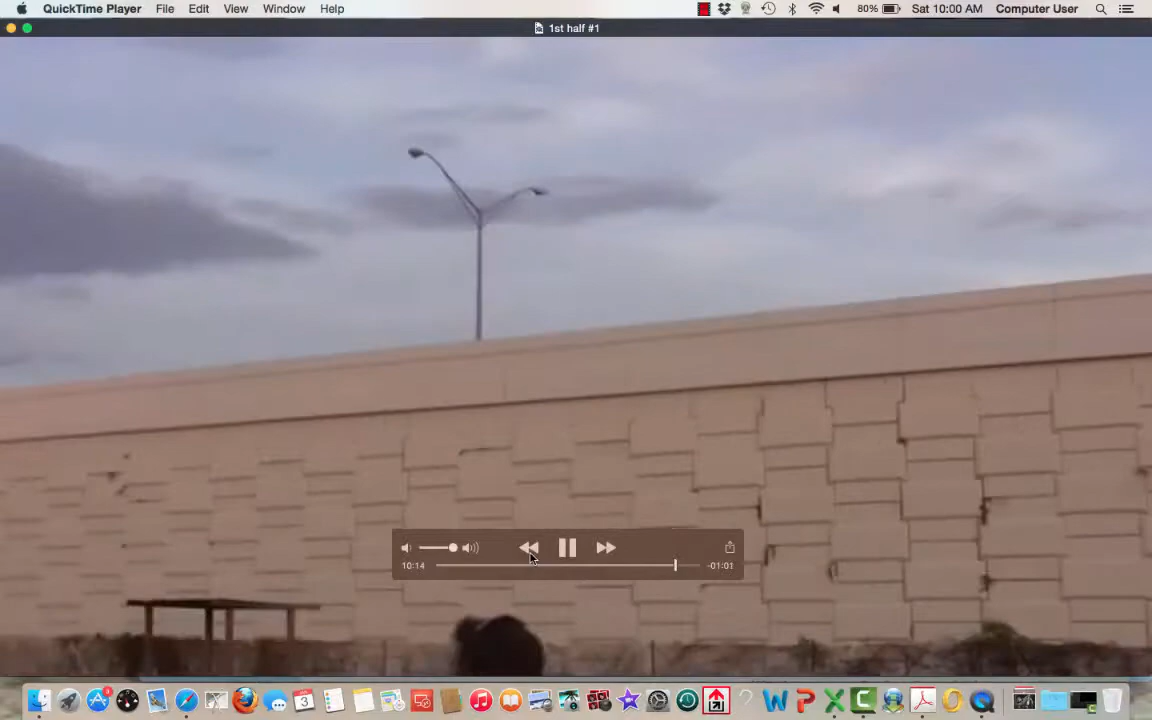 QuickTime Player File Edit View Window Help 80% Sat 10:00 AM Computer User
1st half #1
10:14 -01:01
3
W P X C